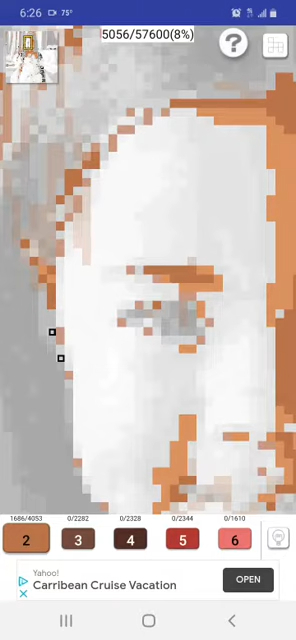 6:26 75°
5056/57600(8%)
?
1686/4053 0/2282 0/2328 0/2344 0/1610
2 3 4 5 6
Yahoo!
Carribean Cruise Vacation
OPEN